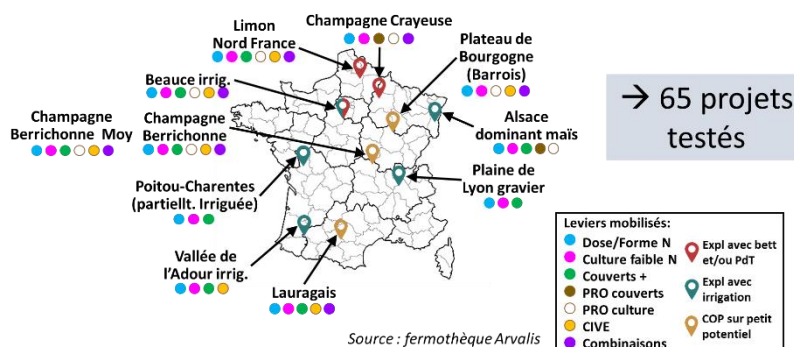 Limon
Nord France
Champagne Crayeuse
Plateau de
Bourgogne
(Barrois)
Beauce irrig.
Champagne
Berrichonne Moy
Champagne
Berrichonne
Alsace
dominant maïs
Poitou-Charentes
(partiellt. Irriguée)
Plaine de
Lyon gravier
Vallée de
l'Adour irrig.
Lauragais
→ 65 projets
testés
Leviers mobilisés:
Dose/Forme N
Culture faible N
Couverts +
PRO couverts
PRO culture
CIVE
Combinaisons
Expl avec bett
et/ou PdT
Expl avec
irrigation
COP sur petit
potentiel
Source : fermothèque Arvalis